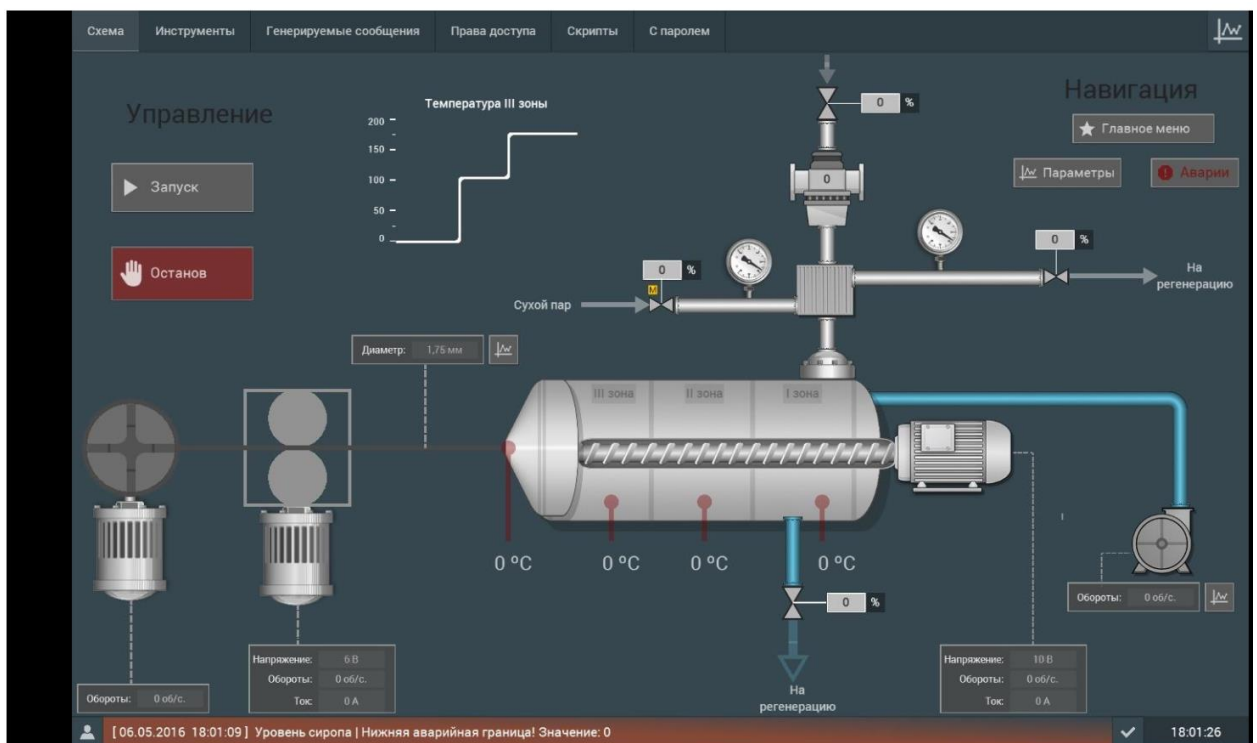 Схема Инструменты Генерируемые сообщения Права доступа Скрипты С паролем
Управление
Запуск
Останов
Температура III зоны
200
150
100
50
0
0 %
0
Навигация
Главное меню
Параметры
Аварии
0 %
0 %
На
регенерацию
Сухой пар
Диаметр: 1,75 мм
III зона II зона I зона
0 ºC 0 ºC 0 ºC 0 ºC
0 %
На
регенерацию
Обороты: 0 об/с.
Обороты: 0 об/с.
Напряжение: 6 В
Обороты: 0 об/с.
Ток: 0 А
Напряжение: 10 В
Обороты: 0 об/с.
Ток: 0 А
[ 06.05.2016 18:01:09 ] Уровень сиропа | Нижняя аварийная граница! Значение: 0
18:01:26